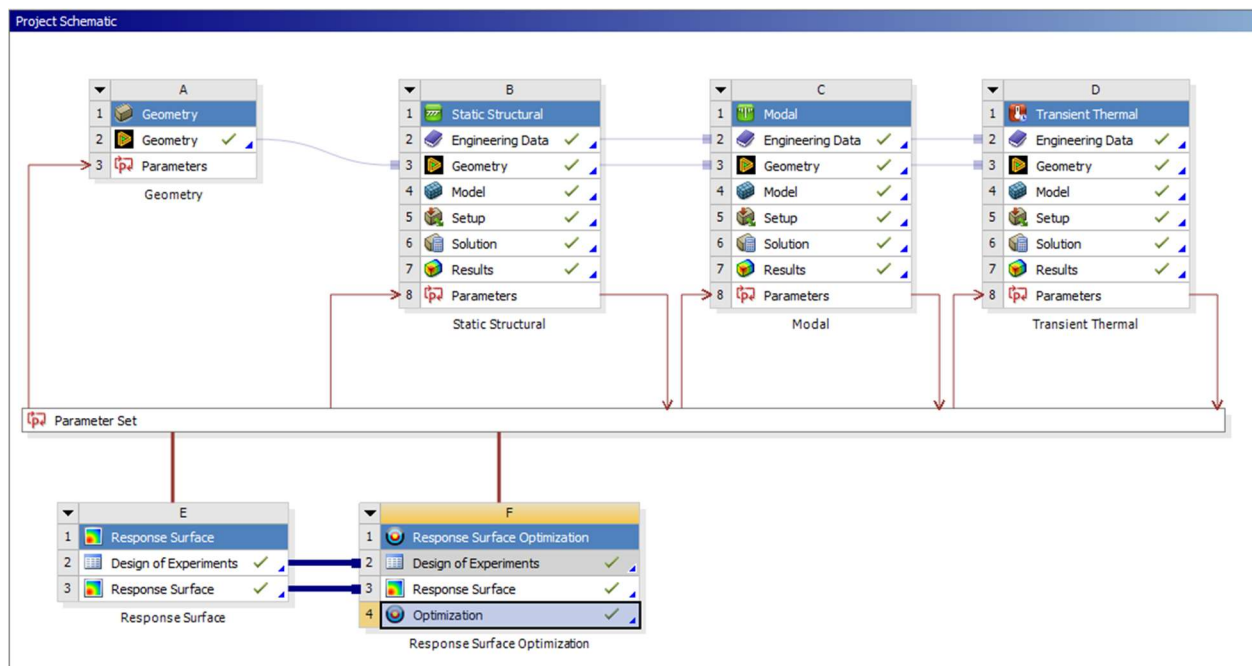 Project Schematic
A
1 Geometry
2 Geometry
3 Parameters
Geometry
B
1 Static Structural
2 Engineering Data
3 Geometry
4 Model
5 Setup
6 Solution
7 Results
8 Parameters
Static Structural
C
1 Modal
2 Engineering Data
3 Geometry
4 Model
5 Setup
6 Solution
7 Results
8 Parameters
Modal
D
1 Transient Thermal
2 Engineering Data
3 Geometry
4 Model
5 Setup
6 Solution
7 Results
8 Parameters
Transient Thermal
Parameter Set
E
1 Response Surface
2 Design of Experiments
3 Response Surface
Response Surface
F
1 Response Surface Optimization
2 Design of Experiments
3 Response Surface
4 Optimization
Response Surface Optimization